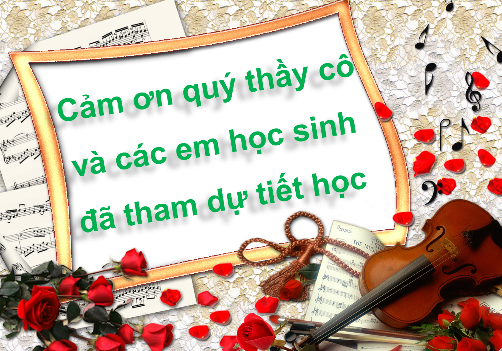 Cảm ơn quý thầy cô
và các em học sinh
đã tham dự tiết học